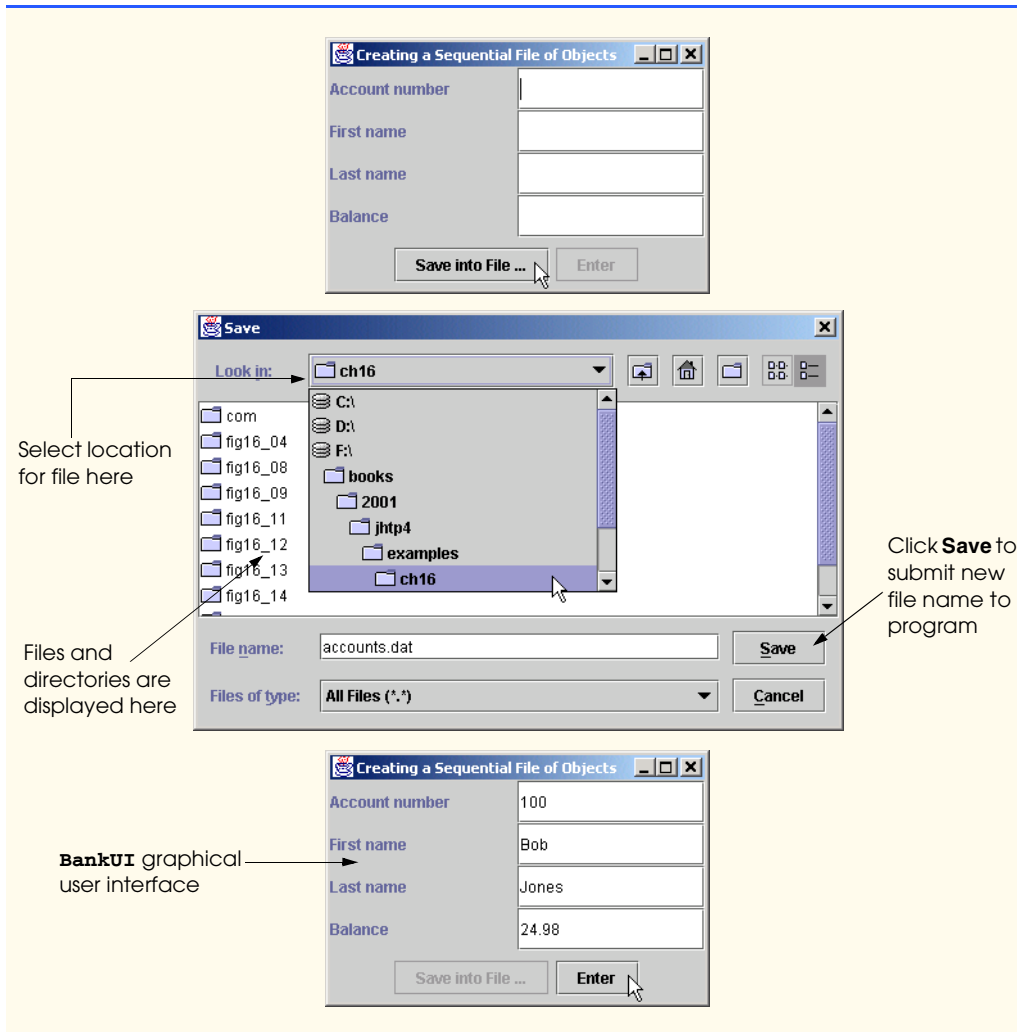 Creating a Sequential File of Objects
Account number
First name
Last name
Balance
Save into File ...
Enter
Save
Look in:
ch16
C:\
D:\
F:\
books
2001
jhtp4
examples
ch16
com
fig16_04
fig16_08
fig16_09
fig16_11
fig16_12
fig16_13
fig16_14
Select location
for file here
Files and
directories are
displayed here
Click Save to
submit new
file name to
program
File name:
accounts.dat
Save
Files of type:
All Files (*.*)
Cancel
Creating a Sequential File of Objects
Account number
100
First name
Bob
Last name
Jones
Balance
24.98
Save into File ...
Enter
BankUI graphical
user interface